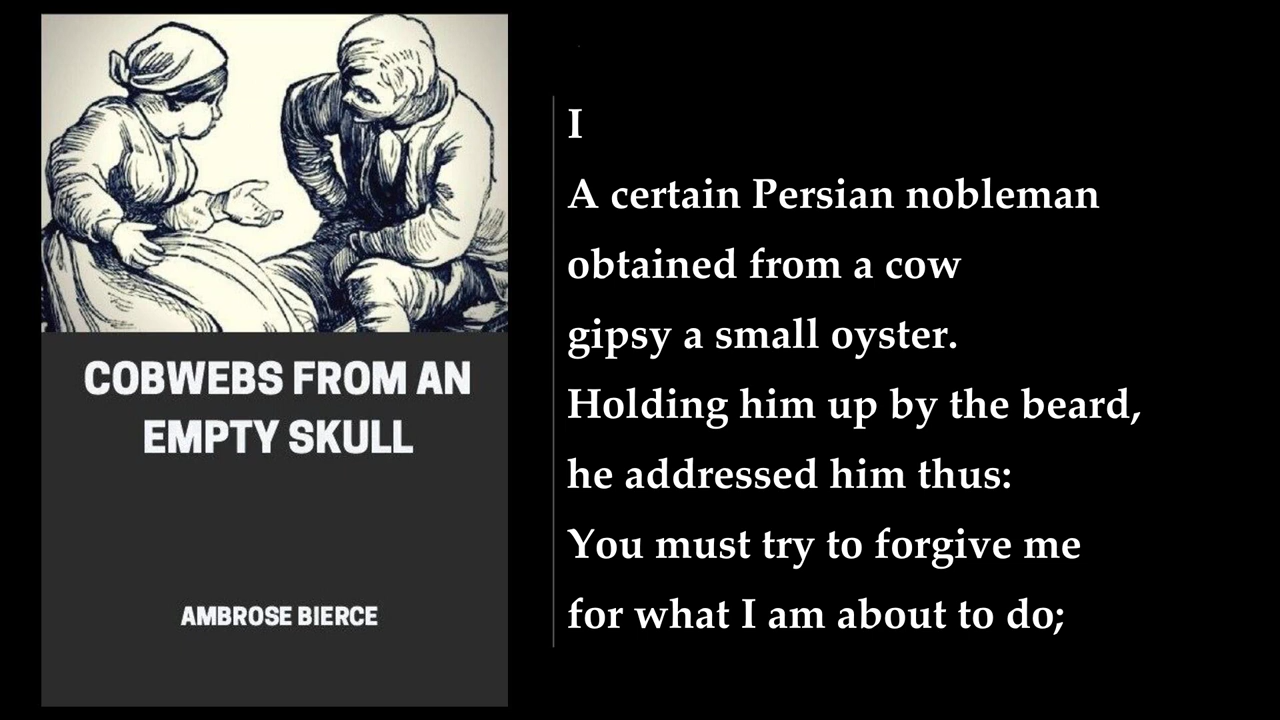 COBWEBS FROM AN
EMPTY SKULL
AMBROSE BIERCE
I
A certain Persian nobleman
obtained from a cow
gipsy a small oyster.
Holding him up by the beard,
he addressed him thus:
You must try to forgive me
for what I am about to do;